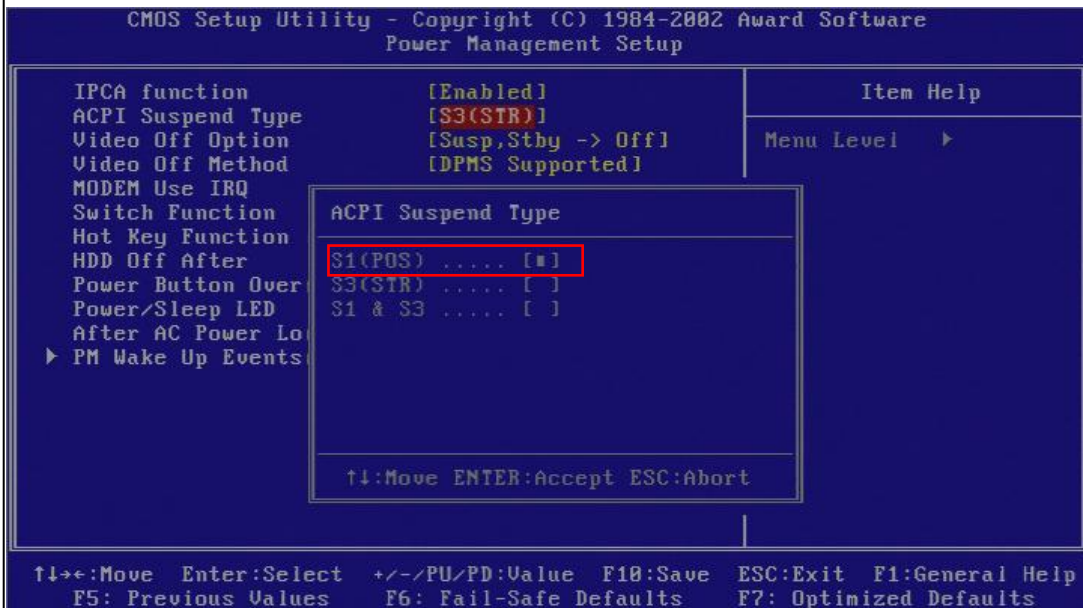 CMOS Setup Utility - Copyright (C) 1984-2002 Award Software
Power Management Setup
IPCA function [Enabled]
ACPI Suspend Type [S3(STR)]
Video Off Option [Susp,Stby -> Off]
Video Off Method [DPMS Supported]
MODEM Use IRQ
Switch Function
Hot Key Function
HDD Off After
Power Button Over
Power/Sleep LED
After AC Power Lo
▶ PM Wake Up Events
Item Help
Menu Level ▶
ACPI Suspend Type
S1(POS) ..... [■]
S3(STR) ..... [ ]
S1 & S3 ..... [ ]
↑↓:Move ENTER:Accept ESC:Abort
↑↓→←:Move Enter:Select +/-/PU/PD:Value F10:Save ESC:Exit F1:General Help
F5: Previous Values F6: Fail-Safe Defaults F7: Optimized Defaults